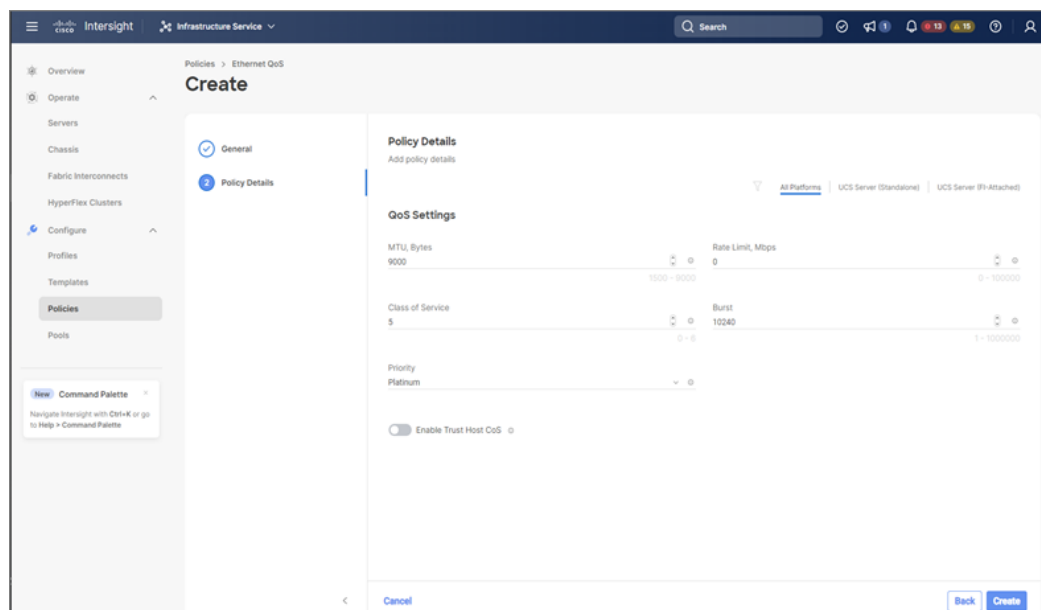 cisco Intersight
Infrastructure Service
Search
1
13
15
Overview
Operate
Servers
Chassis
Fabric Interconnects
HyperFlex Clusters
Configure
Profiles
Templates
Policies
Pools
New Command Palette
Navigate Intersight with Ctrl+K or go
to Help > Command Palette
Policies > Ethernet QoS
Create
General
2 Policy Details
Policy Details
Add policy details
All Platforms | UCS Server (Standalone) | UCS Server (FI-Attached)
QoS Settings
MTU, Bytes
9000
1500 - 9000
Rate Limit, Mbps
0
0 - 100000
Class of Service
5
0 - 6
Burst
10240
1 - 1000000
Priority
Platinum
Enable Trust Host CoS
Cancel
Back
Create